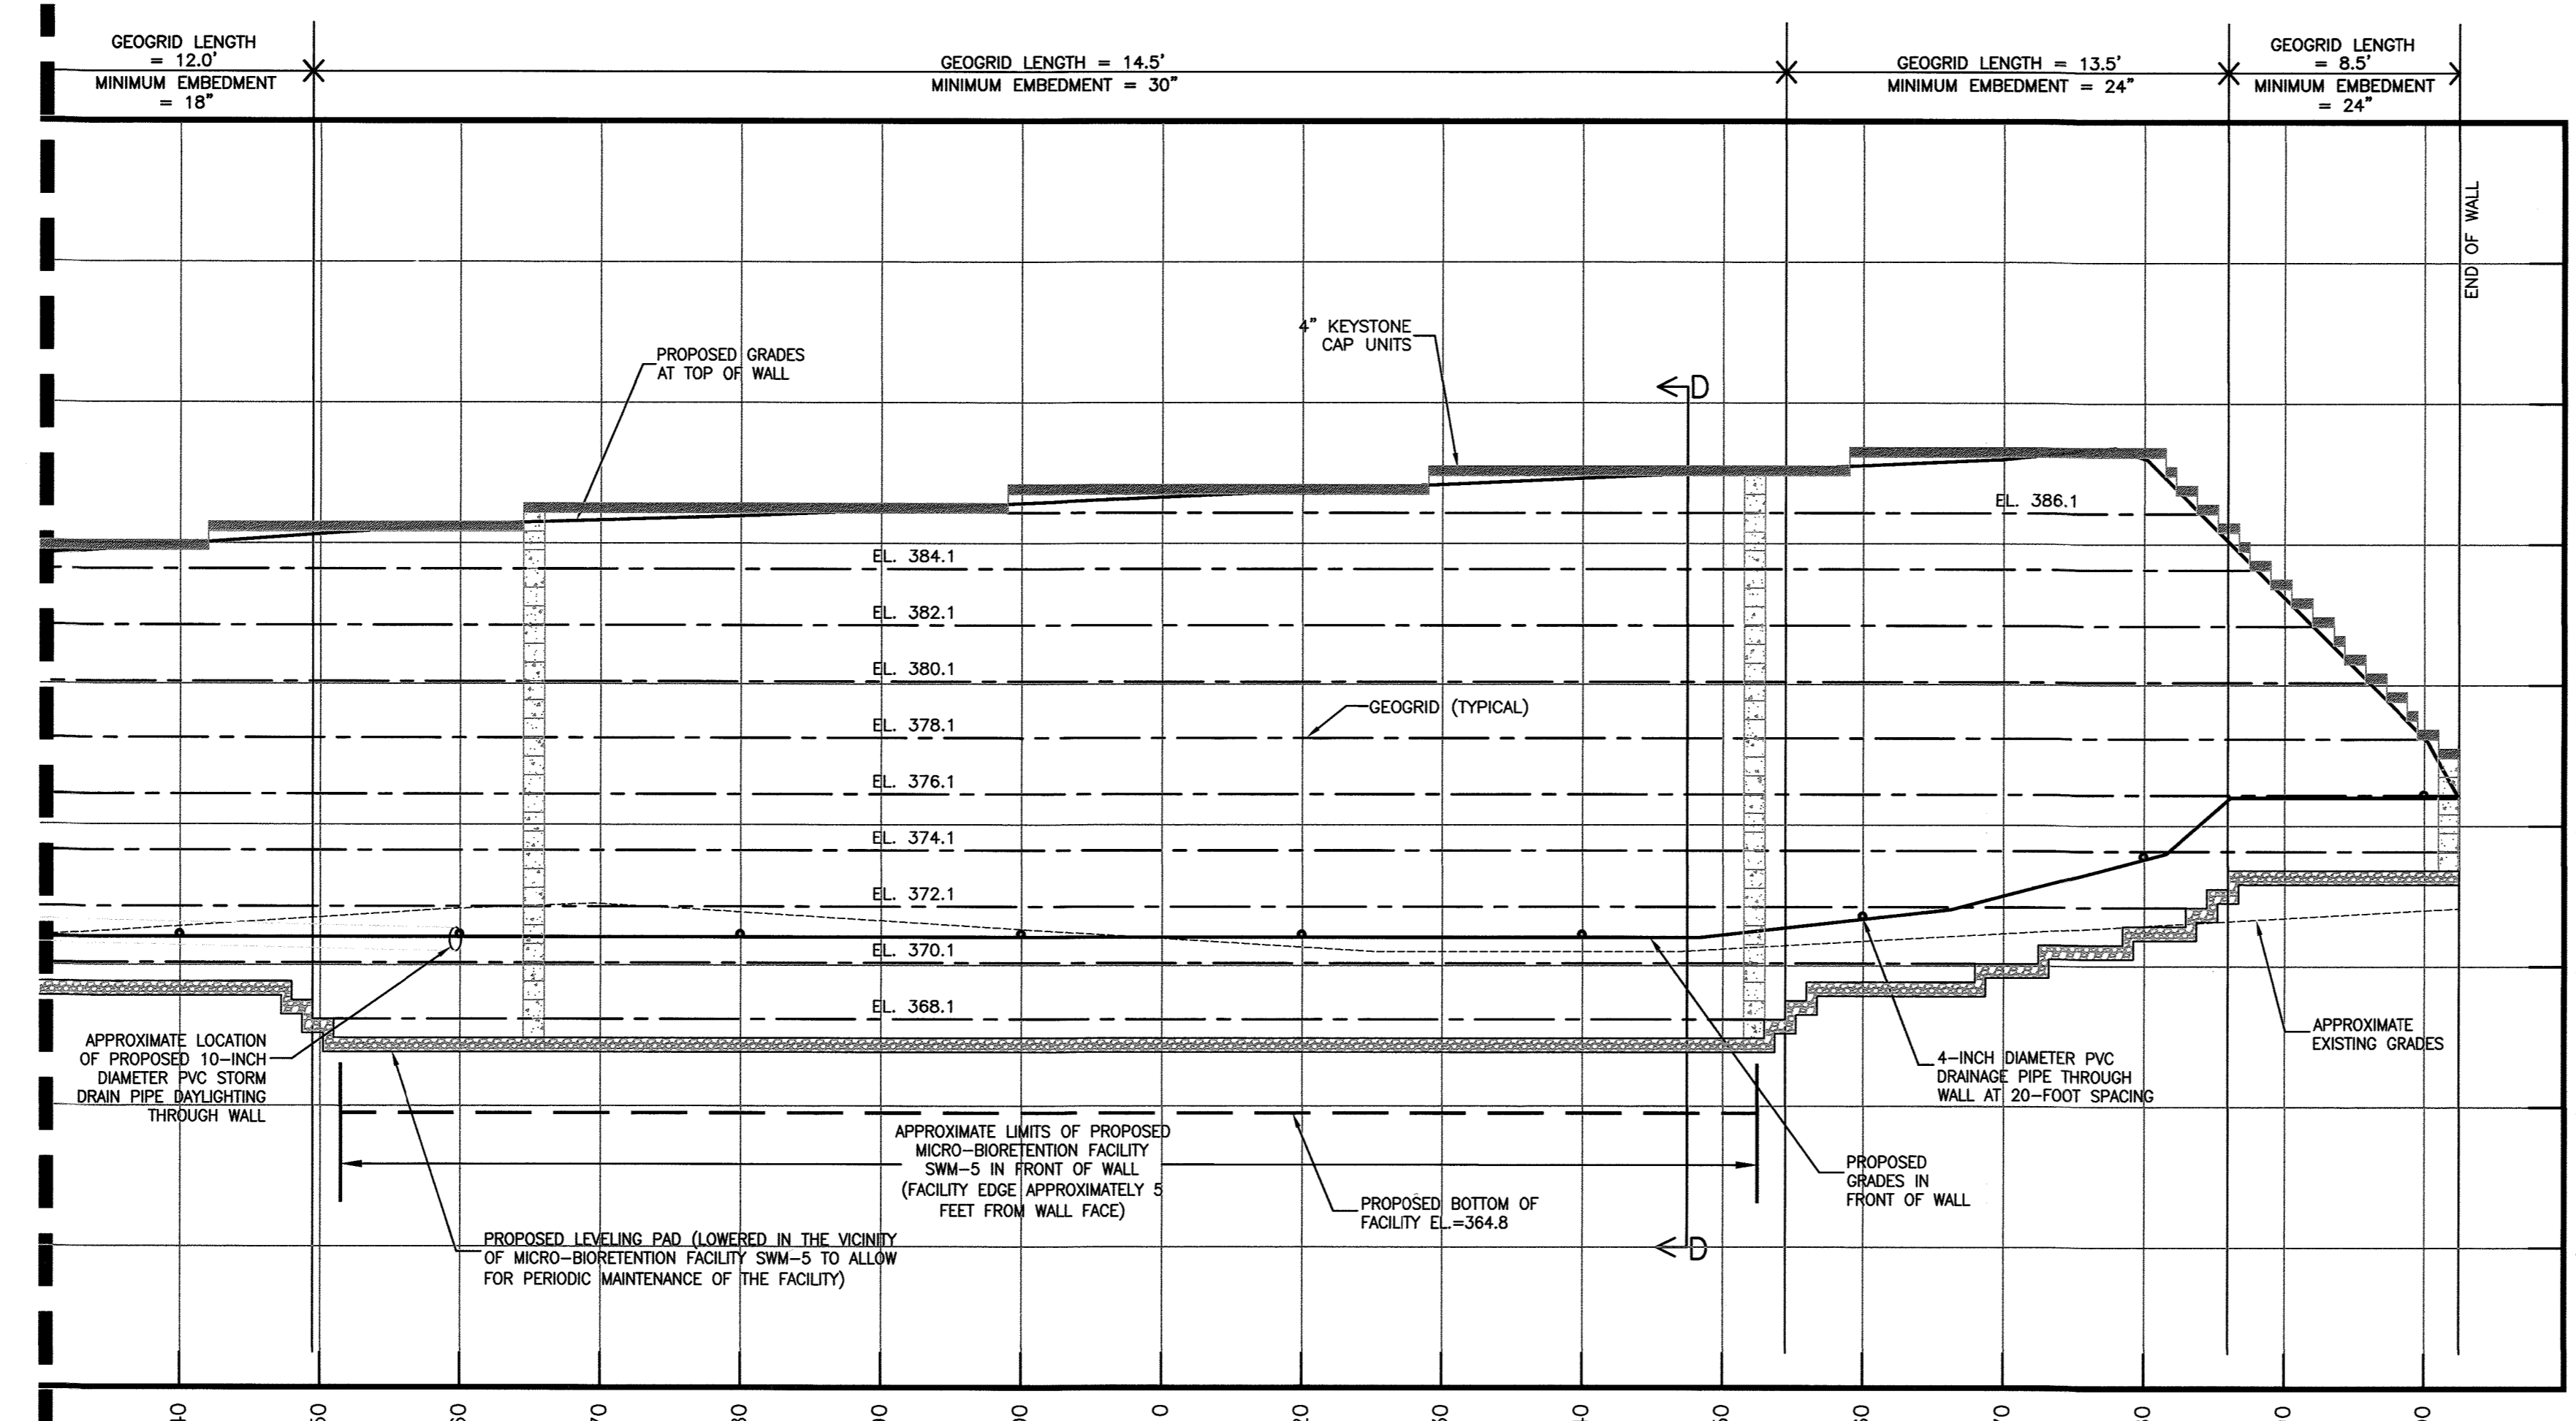 GEOGRID LENGTH
= 12.0'
MINIMUM EMBEDMENT
= 18"
GEOGRID LENGTH = 14.5'
MINIMUM EMBEDMENT = 30"
GEOGRID LENGTH = 13.5'
MINIMUM EMBEDMENT = 24"
GEOGRID LENGTH
= 8.5'
MINIMUM EMBEDMENT
= 24"
END OF WALL
PROPOSED GRADES
AT TOP OF WALL
4" KEYSTONE
CAP UNITS
D
EL. 386.1
EL. 384.1
EL. 382.1
EL. 380.1
GEOGRID (TYPICAL)
EL. 378.1
EL. 376.1
EL. 374.1
EL. 372.1
EL. 370.1
EL. 368.1
APPROXIMATE LOCATION
OF PROPOSED 10-INCH
DIAMETER PVC STORM
DRAIN PIPE DAYLIGHTING
THROUGH WALL
APPROXIMATE
EXISTING GRADES
4-INCH DIAMETER PVC
DRAINAGE PIPE THROUGH
WALL AT 20-FOOT SPACING
APPROXIMATE LIMITS OF PROPOSED
MICRO-BIORETENTION FACILITY
SWM-5 IN FRONT OF WALL
(FACILITY EDGE APPROXIMATELY 5
FEET FROM WALL FACE)
PROPOSED
GRADES IN
FRONT OF WALL
PROPOSED BOTTOM OF
FACILITY EL.=364.8
PROPOSED LEVELING PAD (LOWERED IN THE VICINITY
OF MICRO-BIORETENTION FACILITY SWM-5 TO ALLOW
FOR PERIODIC MAINTENANCE OF THE FACILITY)
D